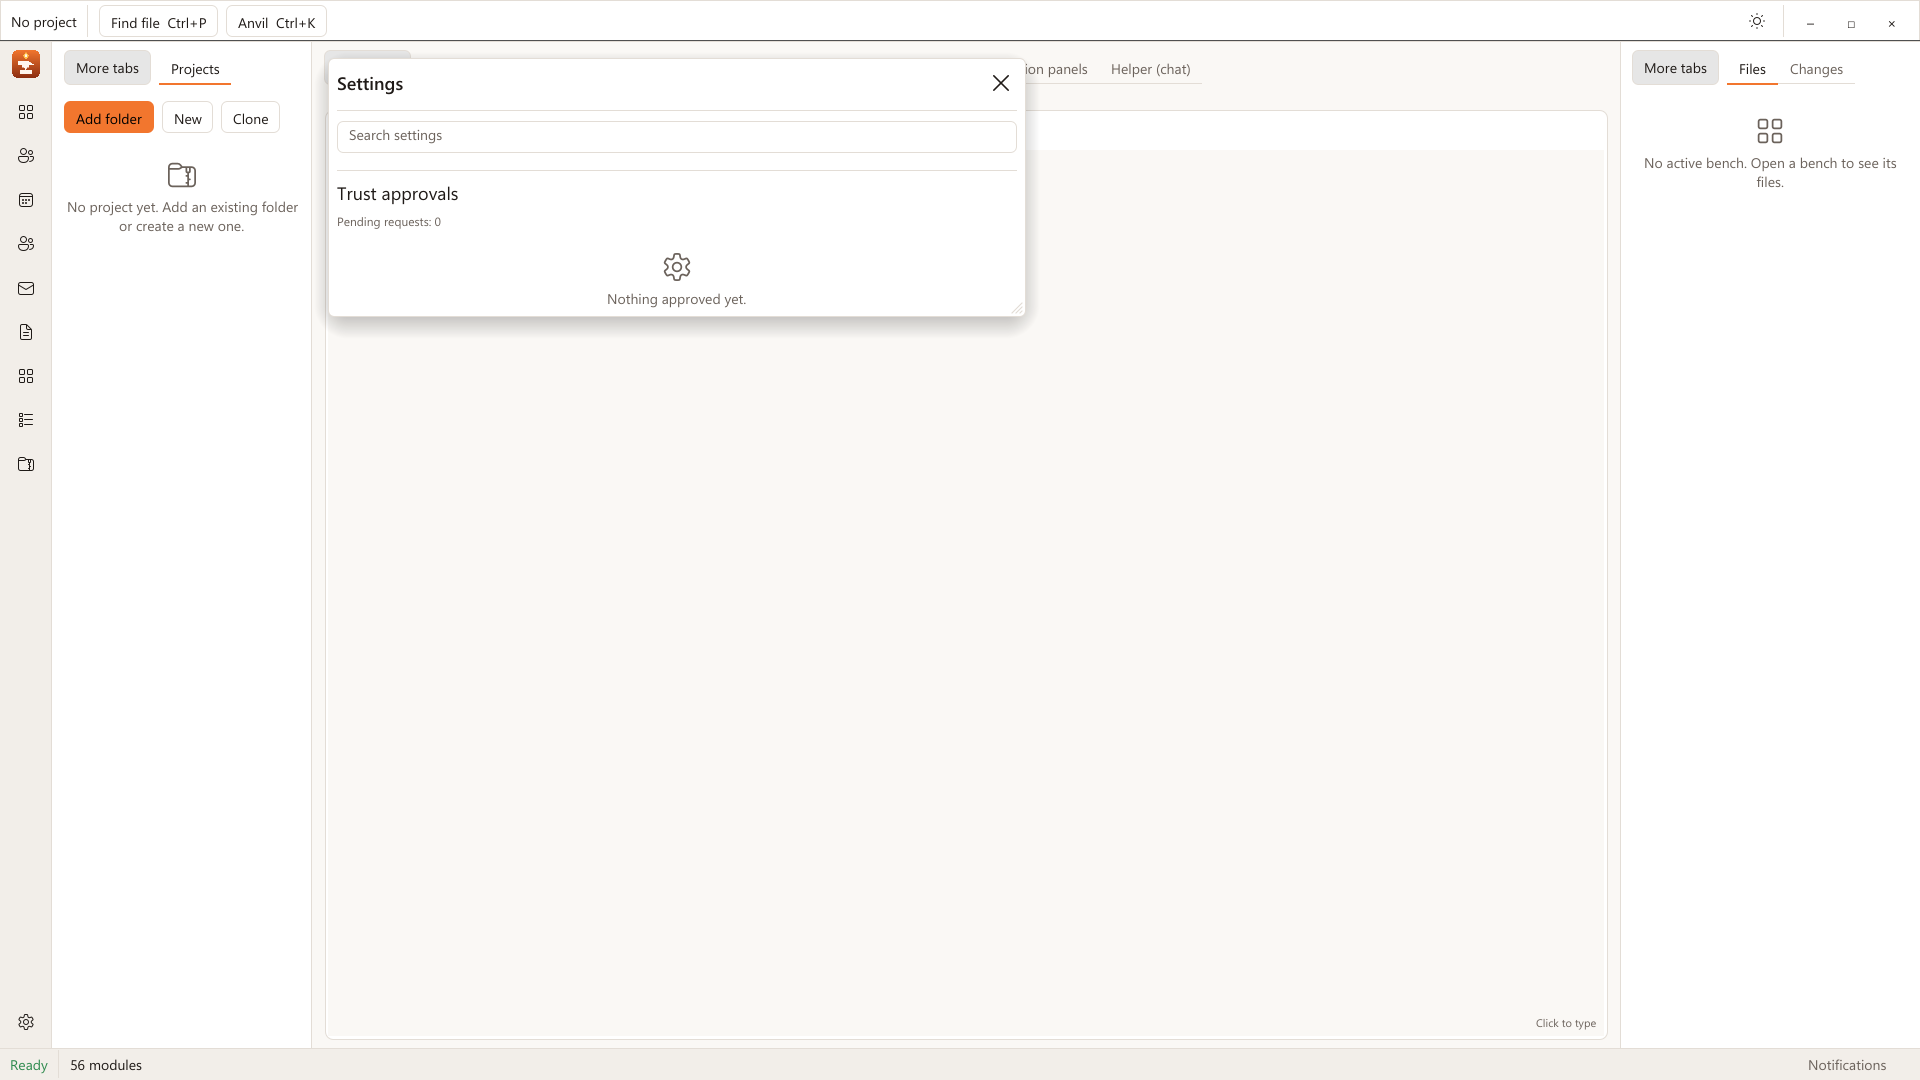 No project
Find file Ctrl+P
Anvil Ctrl+K
More tabs
Projects
Add folder
New
Clone
No project yet. Add an existing folder
or create a new one.
Settings
Search settings
Trust approvals
Pending requests: 0
Nothing approved yet.
panels
Helper (chat)
Click to type
More tabs
Files
Changes
No active bench. Open a bench to see its
files.
Ready
56 modules
Notifications